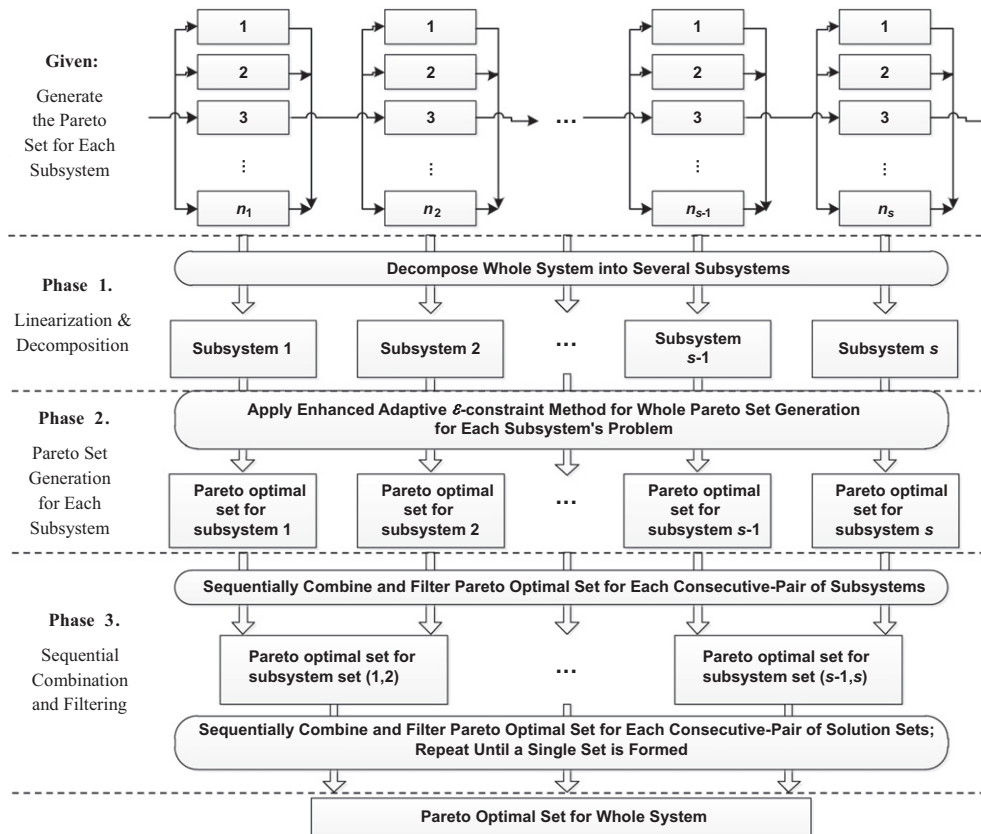 Given:
Generate
the Pareto
Set for Each
Subsystem
1
2
3
⋮
n1
1
2
3
⋮
n2
...
1
2
3
⋮
ns-1
1
2
3
⋮
ns
Phase 1.
Linearization &
Decomposition
Decompose Whole System into Several Subsystems
Subsystem 1
Subsystem 2
...
Subsystem
s-1
Subsystem s
Phase 2.
Pareto Set
Generation
for Each
Subsystem
Apply Enhanced Adaptive ℰ-constraint Method for Whole Pareto Set Generation
for Each Subsystem's Problem
Pareto optimal
set for
subsystem 1
Pareto optimal
set for
subsystem 2
...
Pareto optimal
set for
subsystem s-1
Pareto optimal
set for
subsystem s
Phase 3.
Sequential
Combination
and Filtering
Sequentially Combine and Filter Pareto Optimal Set for Each Consecutive-Pair of Subsystems
Pareto optimal set for
subsystem set (1,2)
...
Pareto optimal set for
subsystem set (s-1,s)
Sequentially Combine and Filter Pareto Optimal Set for Each Consecutive-Pair of Solution Sets;
Repeat Until a Single Set is Formed
Pareto Optimal Set for Whole System